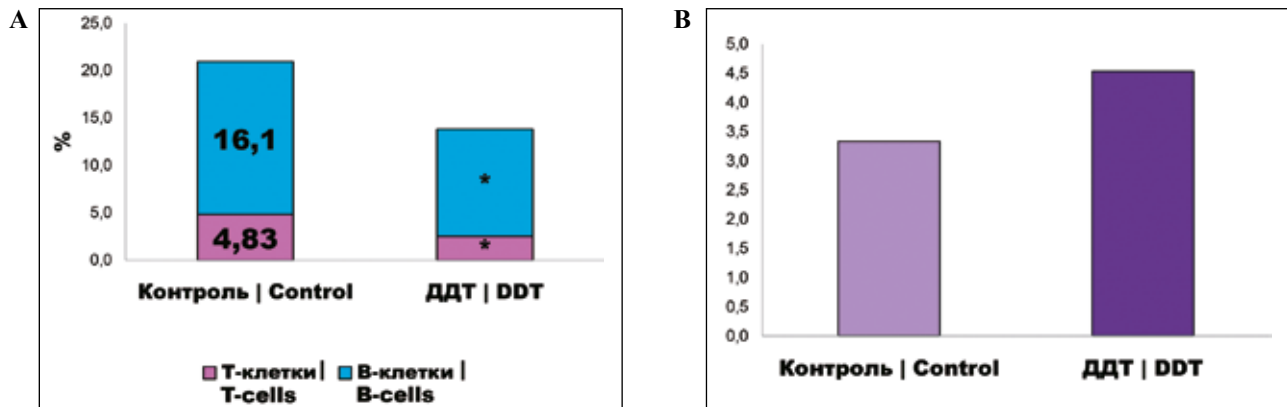 A
25,0
20,0
15,0
10,0
5,0
0,0
%
16,1
4,83
*
*
Контроль | Control
ДДТ | DDT
Т-клетки |
T-cells
В-клетки |
B-cells
B
5,0
4,5
4,0
3,5
3,0
2,5
2,0
1,5
1,0
0,5
0,0
Контроль | Control
ДДТ | DDT